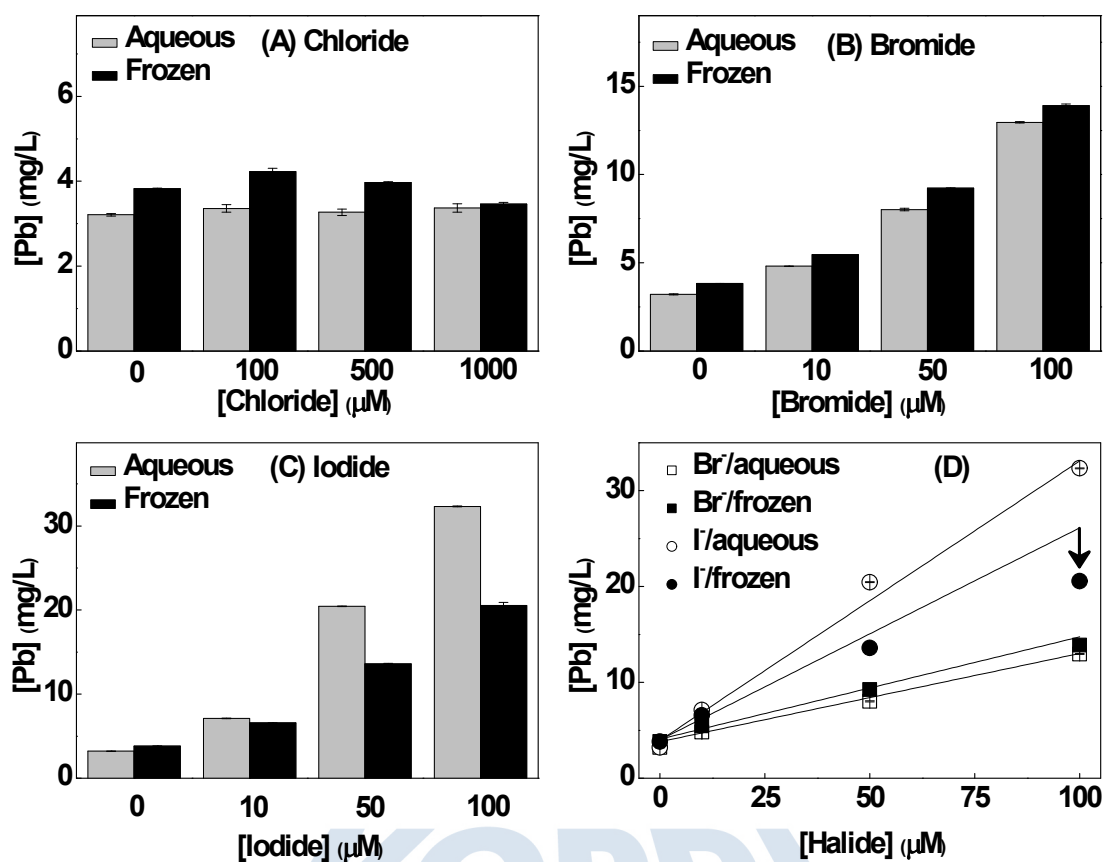 (A) Chloride
Aqueous
Frozen
[Pb] (mg/L)
6
4
2
0
0 100 500 1000
[Chloride] (μM)
(B) Bromide
Aqueous
Frozen
[Pb] (mg/L)
15
10
5
0
0 10 50 100
[Bromide] (μM)
(C) Iodide
Aqueous
Frozen
[Pb] (mg/L)
30
20
10
0
0 10 50 100
[Iodide] (μM)
(D)
Br⁻/aqueous
Br⁻/frozen
I⁻/aqueous
I⁻/frozen
[Pb] (mg/L)
30
20
10
0
0 25 50 75 100
[Halide] (μM)